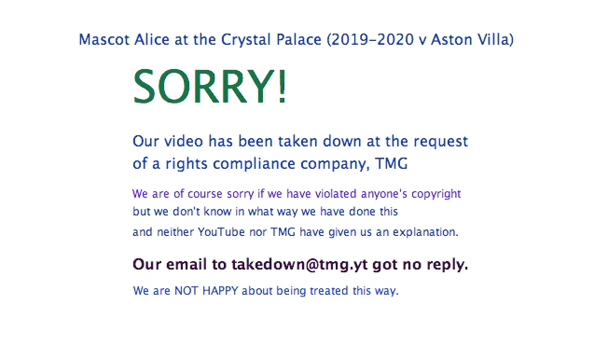 Mascot Alice at the Crystal Palace (2019-2020 v Aston Villa)
SORRY!
Our video has been taken down at the request
of a rights compliance company, TMG
We are of course sorry if we have violated anyone's copyright
but we don't know in what way we have done this
and neither YouTube nor TMG have given us an explanation.
Our email to takedown@tmg.yt got no reply.
We are NOT HAPPY about being treated this way.